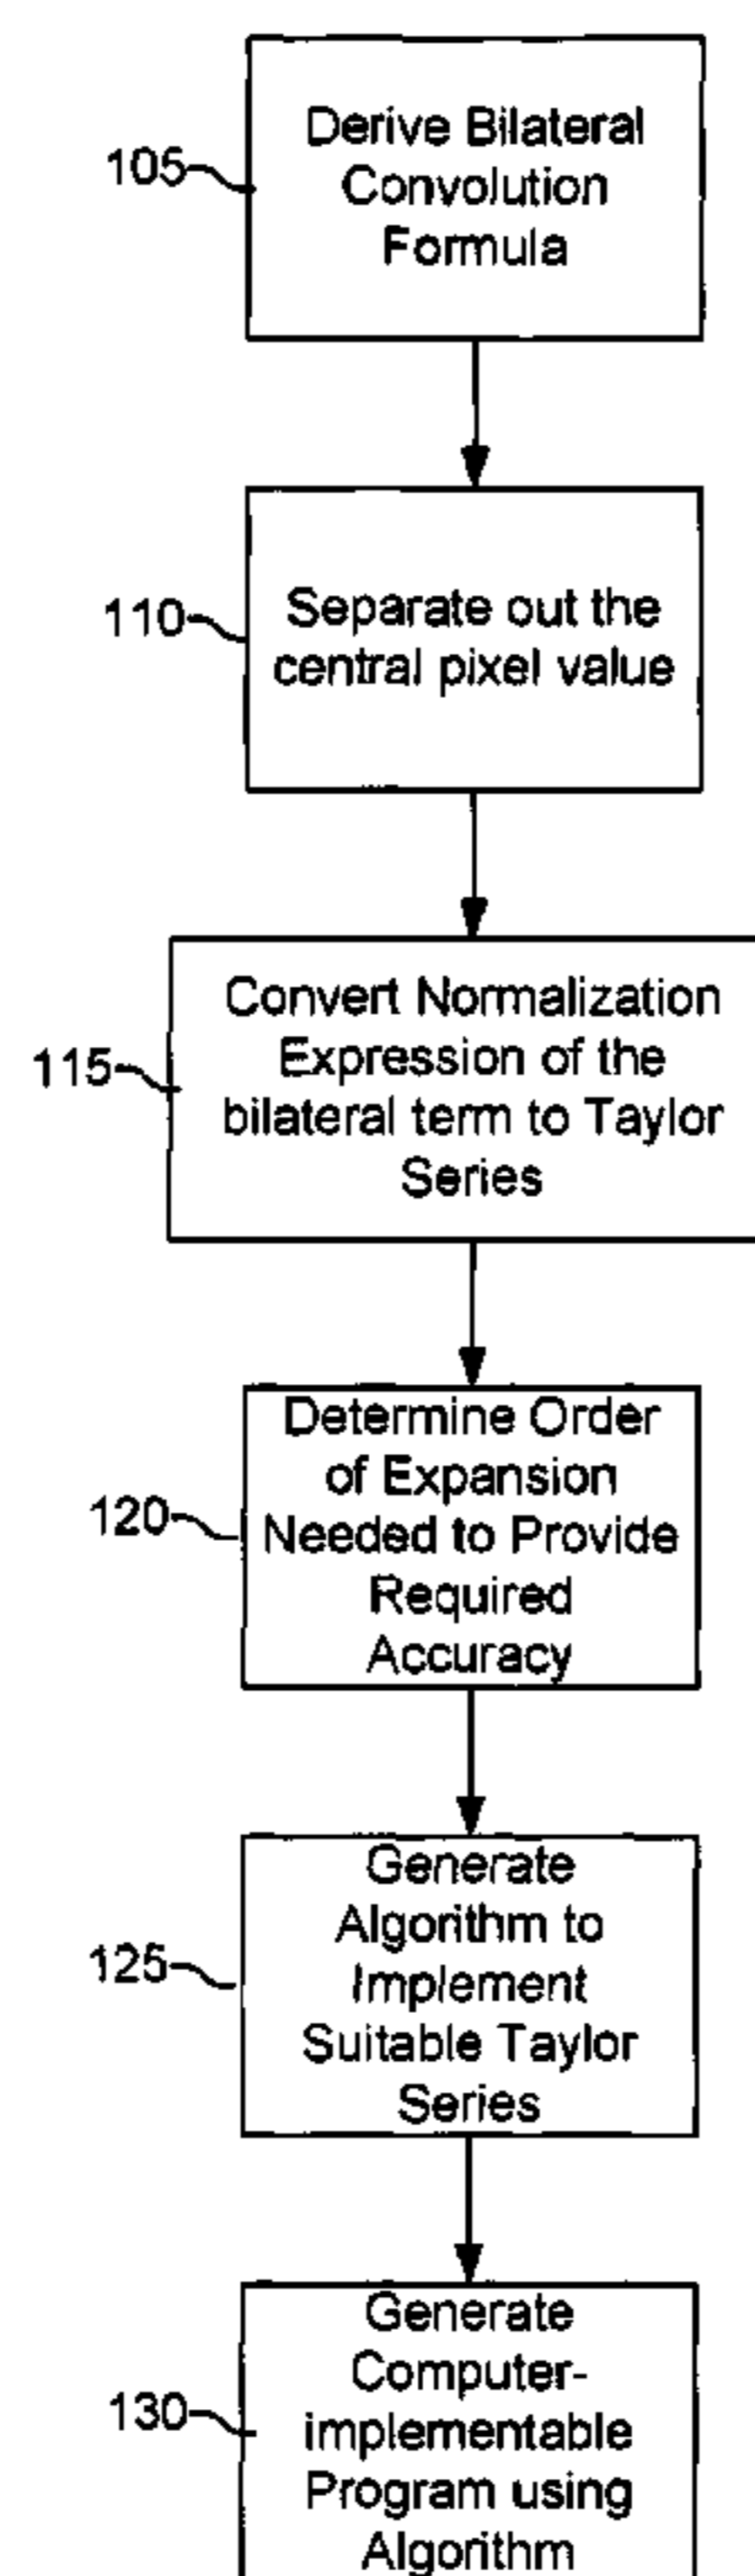 105
Derive Bilateral
Convolution
Formula
110
Separate out the
central pixel value
115
Convert Normalization
Expression of the
bilateral term to Taylor
Series
120
Determine Order
of Expansion
Needed to Provide
Required
Accuracy
125
Generate
Algorithm to
Implement
Suitable Taylor
Series
130
Generate
Computer-
implementable
Program using
Algorithm